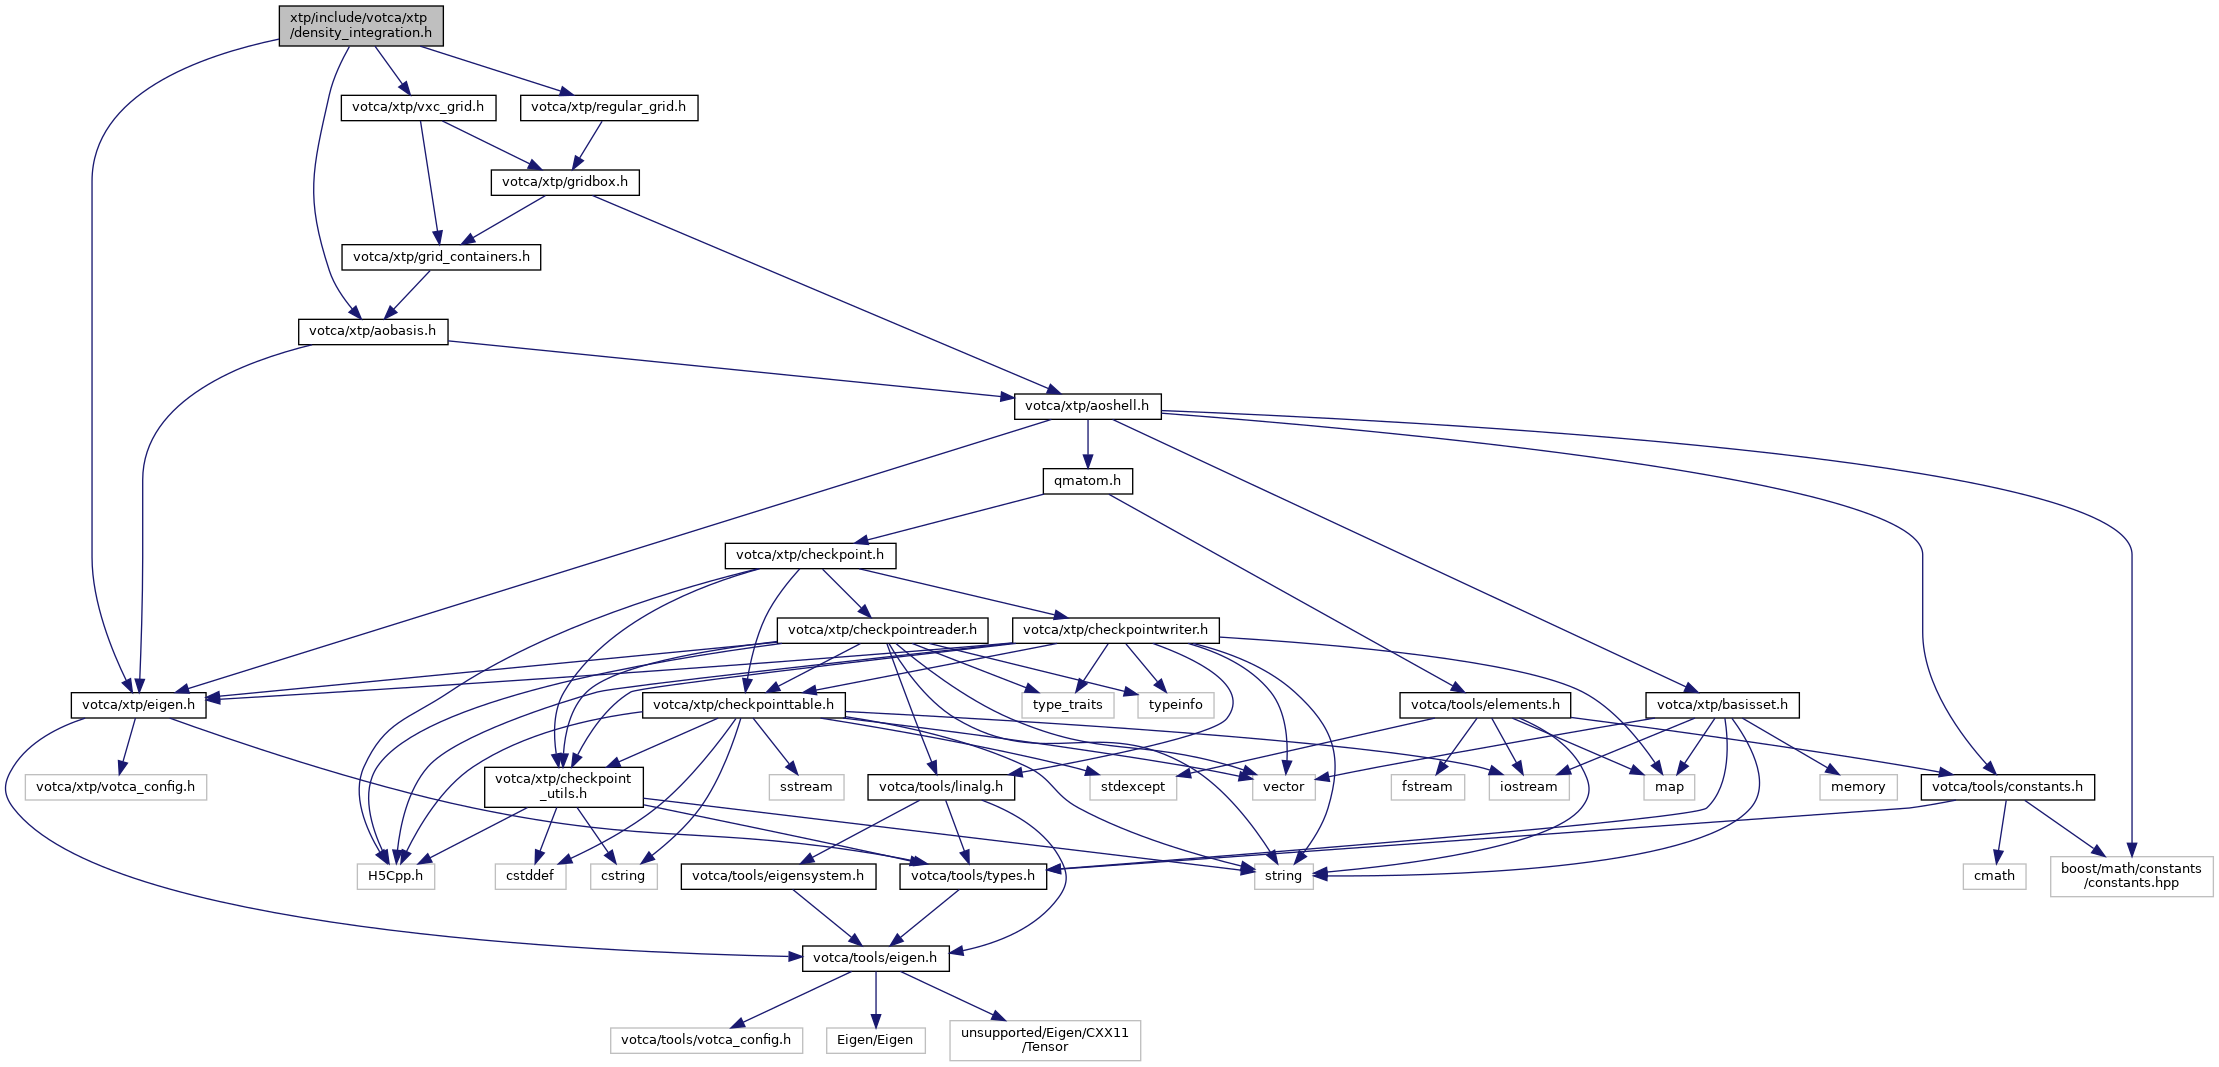 xtp/include/votca/xtp
/density_integration.h
votca/xtp/vxc_grid.h
votca/xtp/regular_grid.h
votca/xtp/gridbox.h
votca/xtp/grid_containers.h
votca/xtp/aobasis.h
votca/xtp/aoshell.h
qmatom.h
votca/xtp/checkpoint.h
votca/xtp/checkpointreader.h
votca/xtp/checkpointwriter.h
votca/xtp/eigen.h
votca/xtp/checkpointtable.h
type_traits
typeinfo
votca/tools/elements.h
votca/xtp/basisset.h
votca/xtp/votca_config.h
votca/xtp/checkpoint
_utils.h
sstream
votca/tools/linalg.h
stdexcept
vector
fstream
iostream
map
memory
votca/tools/constants.h
H5Cpp.h
cstddef
cstring
votca/tools/eigensystem.h
votca/tools/types.h
string
cmath
boost/math/constants
/constants.hpp
votca/tools/eigen.h
votca/tools/votca_config.h
Eigen/Eigen
unsupported/Eigen/CXX11
/Tensor